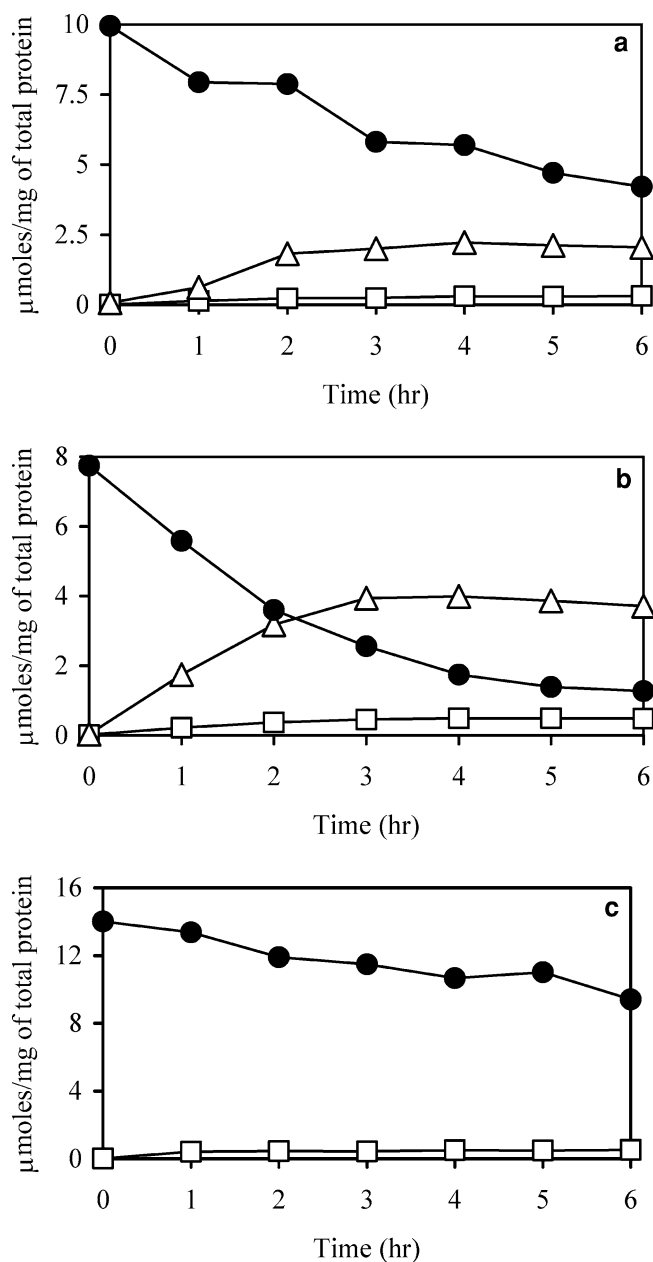 a
µmoles/mg of total protein
10
7.5
5
2.5
0
0 1 2 3 4 5 6
Time (hr)
b
µmoles/mg of total protein
8
6
4
2
0
0 1 2 3 4 5 6
Time (hr)
c
µmoles/mg of total protein
16
12
8
4
0
0 1 2 3 4 5 6
Time (hr)